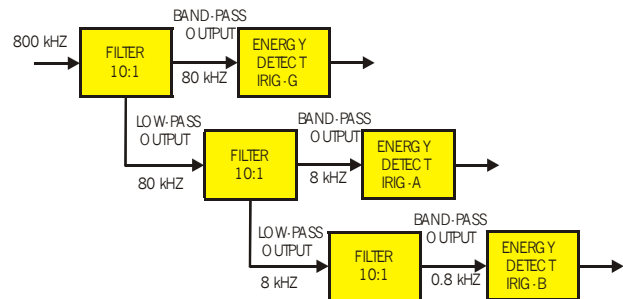 BAND-PASS
OUTPUT
800 kHZ
FILTER
10:1
80 kHZ
ENERGY
DETECT
IRIG-G
LOW-PASS
OUTPUT
80 kHZ
FILTER
10:1
BAND-PASS
OUTPUT
8 kHZ
ENERGY
DETECT
IRIG-A
LOW-PASS
OUTPUT
8 kHZ
FILTER
10:1
BAND-PASS
OUTPUT
0.8 kHZ
ENERGY
DETECT
IRIG-B